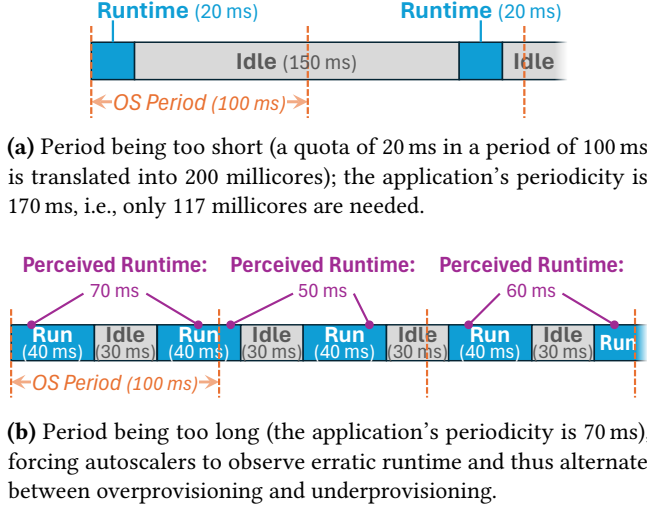 Runtime (20 ms) Runtime (20 ms)
Idle (150 ms) Idle
OS Period (100 ms)
(a) Period being too short (a quota of 20 ms in a period of 100 ms
is translated into 200 millicores); the application's periodicity is
170 ms, i.e., only 117 millicores are needed.
Perceived Runtime: Perceived Runtime: Perceived Runtime:
70 ms 50 ms 60 ms
Run Idle Run Idle Run Idle Run Idle Run
(40 ms) (30 ms) (40 ms) (30 ms) (40 ms) (30 ms) (40 ms) (30 ms)
OS Period (100 ms)
(b) Period being too long (the application's periodicity is 70 ms),
forcing autoscalers to observe erratic runtime and thus alternate
between overprovisioning and underprovisioning.